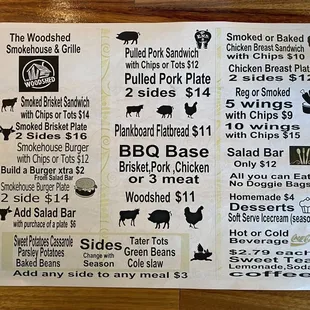 The Woodshed
Smokehouse & Grille
WOODSHED
Smoked Brisket Sandwich
with Chips or Tots $14
Smoked Brisket Plate
2 Sides $16
Smokehouse Burger
with Chips or Tots $12
Build a Burger xtra $2
From Salad Bar
Smokehouse Burger Plate
2 side $14
Add Salad Bar
with purchase of a plate $6
Pulled Pork Sandwich
with Chips or Tots $12
Pulled Pork Plate
2 sides $14
Plankboard Flatbread $11
BBQ Base
Brisket,Pork,Chicken
or 3 meat
Woodshed $11
Smoked or Baked
Chicken Breast Sandwich
with Chips $10
Chicken Breast Plate
2 sides $12
Reg or Smoked
5 wings
with Chips $9
10 wings
with Chips $15
Salad Bar
Only $12
All you can Eat
No Doggie Bags
Homemade $4
Desserts
Soft Serve Icecream
Hot or Cold
Beverage
$2.79 each
Sweet Tea
Lemonade,Soda
coffee
Sweet Potatoes Casserole
Parsley Potatoes
Baked Beans
Sides
Change with
Season
Tater Tots
Green Beans
Cole slaw
Add any side to any meal $3